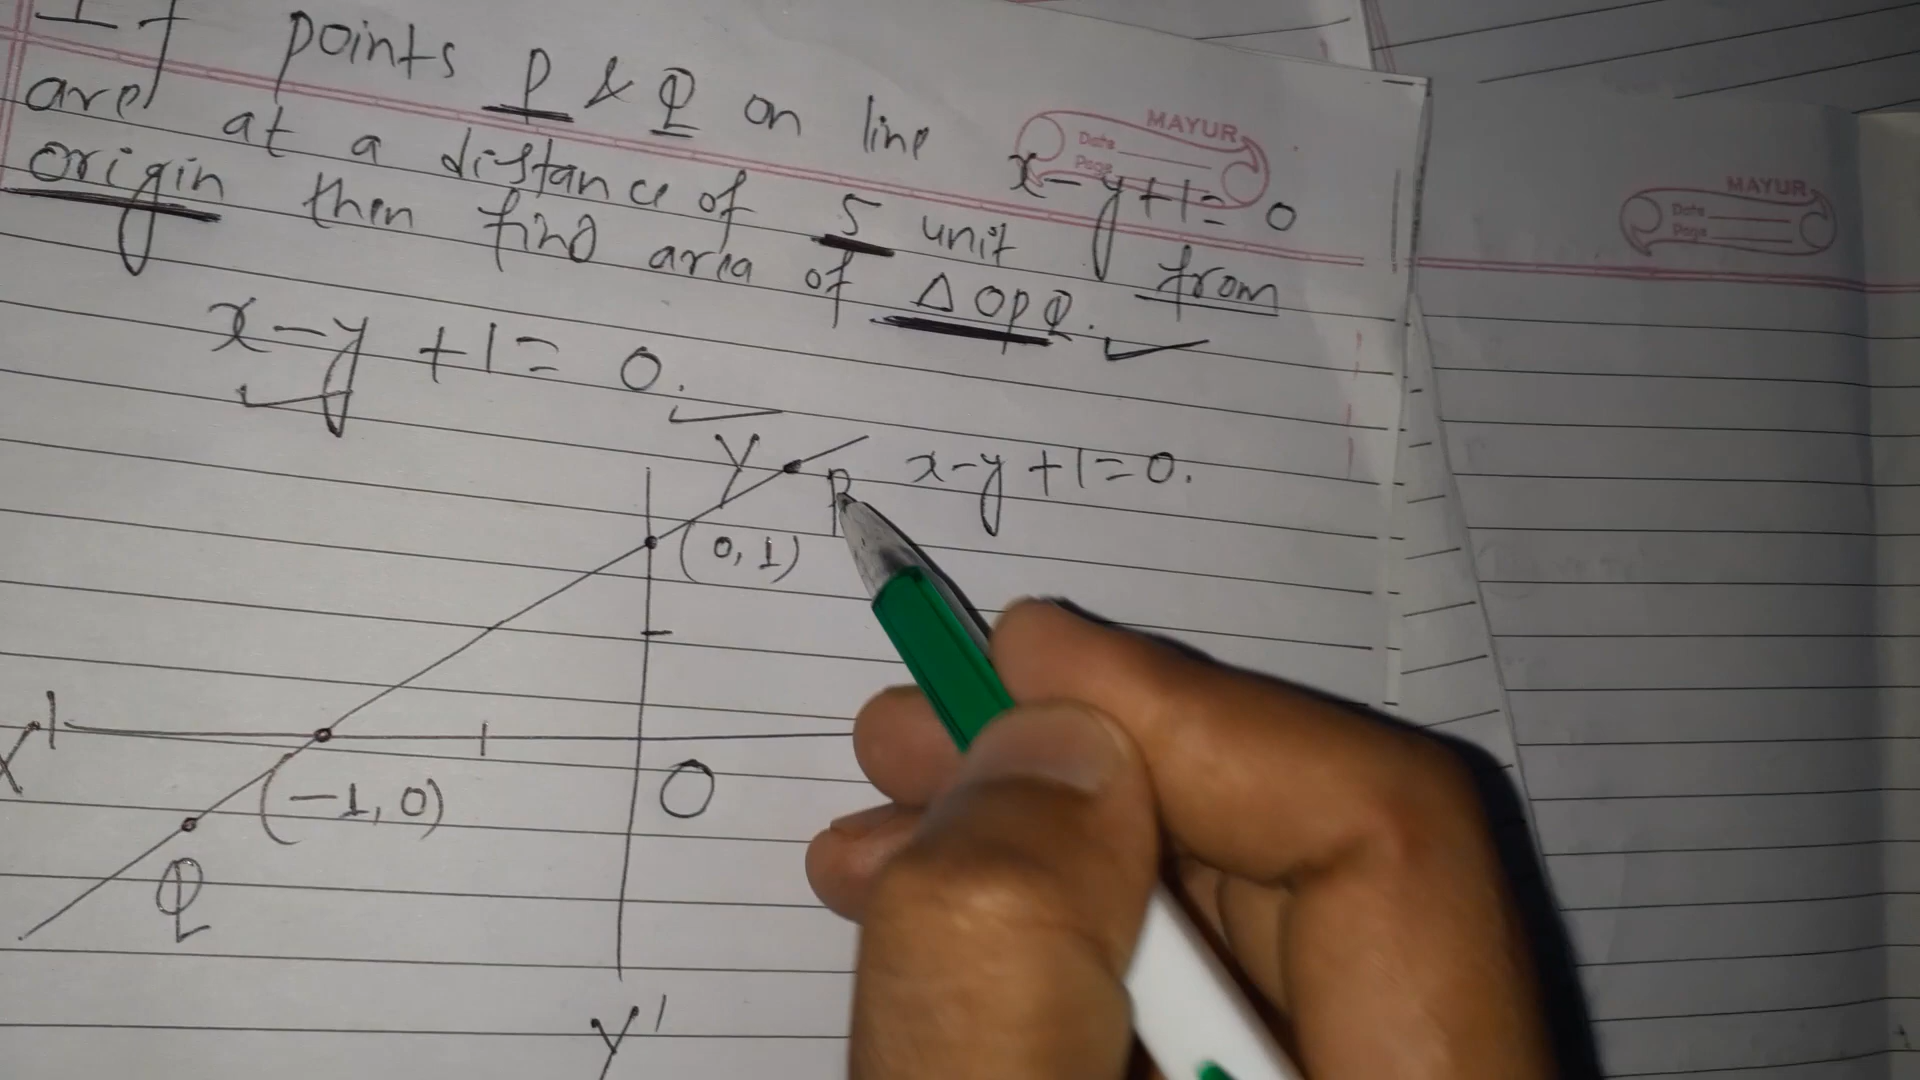 If points P & Q on line x-y+1=0
are at a distance of 5 unit from
origin then find area of △OPQ.
x-y+1=0.
Y
P
x-y+1=0.
(0,1)
X'
O
(-1,0)
Q
Y'
MAYUR
Date
Page
MAYUR
Date
Page